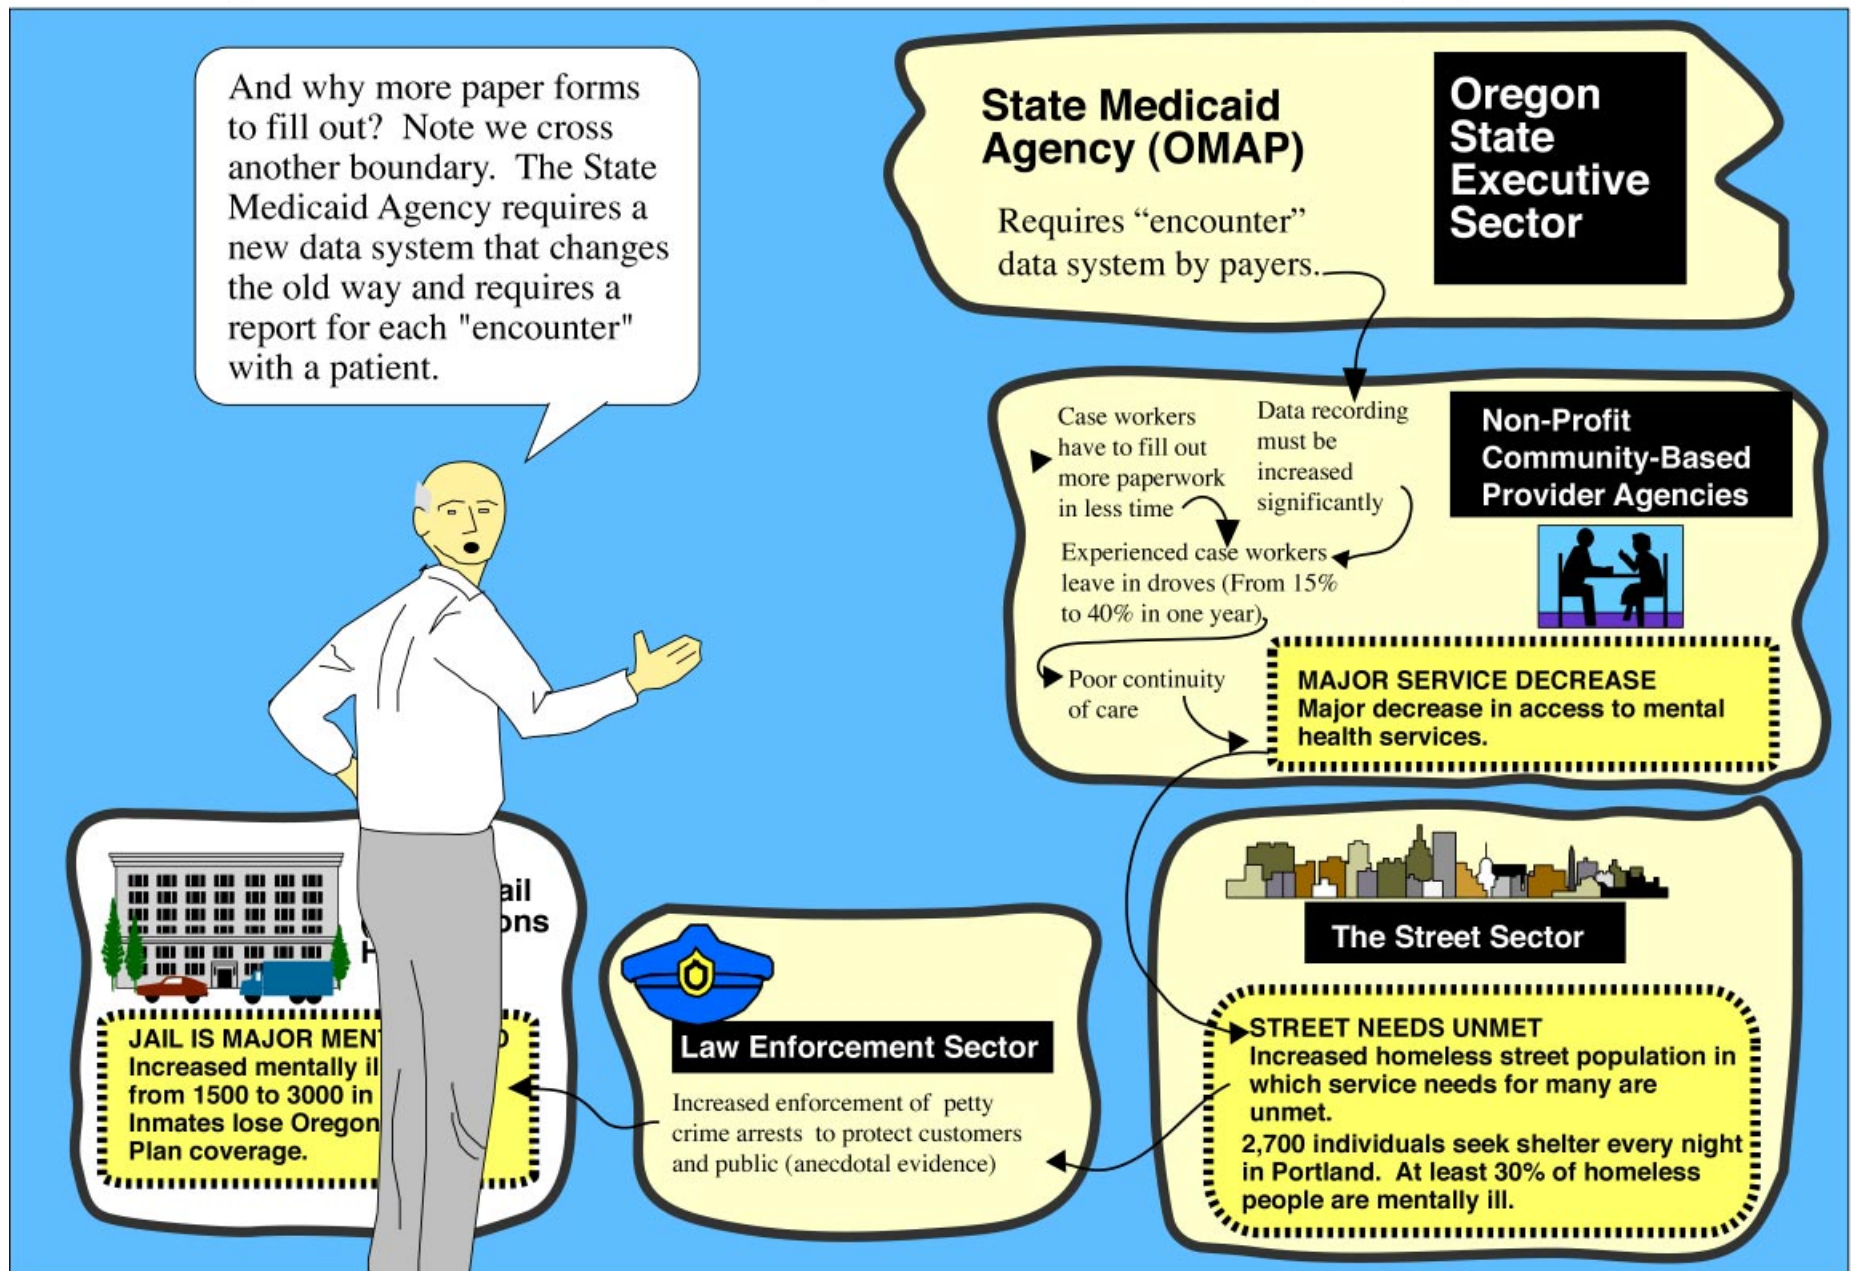 And why more paper forms
to fill out?  Note we cross
another boundary.  The State
Medicaid Agency requires a
new data system that changes
the old way and requires a
report for each "encounter"
with a patient.
State Medicaid
Agency (OMAP)
Requires “encounter”
data system by payers.
Oregon
State
Executive
Sector
Case workers
have to fill out
more paperwork
in less time
Data recording
must be
increased
significantly
Experienced case workers
leave in droves (From 15%
to 40% in one year)
Poor continuity
of care
Non-Profit
Community-Based
Provider Agencies
MAJOR SERVICE DECREASE
Major decrease in access to mental
health services.
The Street Sector
STREET NEEDS UNMET
Increased homeless street population in
which service needs for many are
unmet.
2,700 individuals seek shelter every night
in Portland.  At least 30% of homeless
people are mentally ill.
Law Enforcement Sector
Increased enforcement of  petty
crime arrests  to protect customers
and public (anecdotal evidence)
JAIL IS MAJOR
Increased mentally
from 1500 to 3000 in
Inmates lose Oregon
Plan coverage.